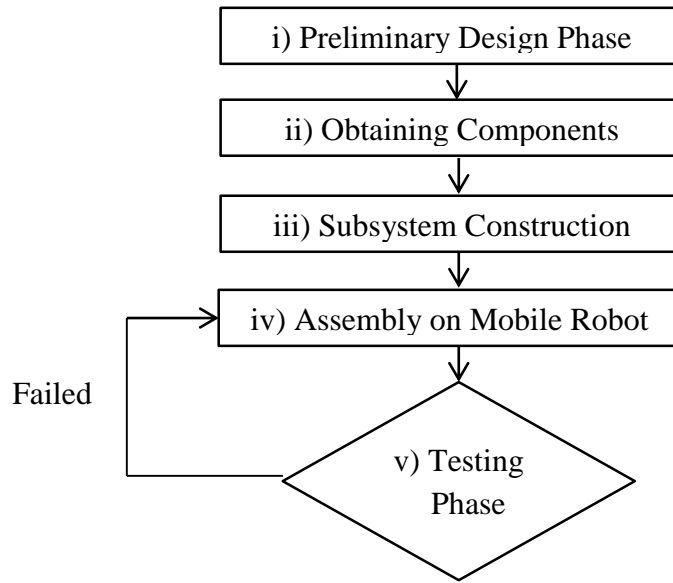 i) Preliminary Design Phase
ii) Obtaining Components
iii) Subsystem Construction
iv) Assembly on Mobile Robot
Failed
v) Testing
Phase